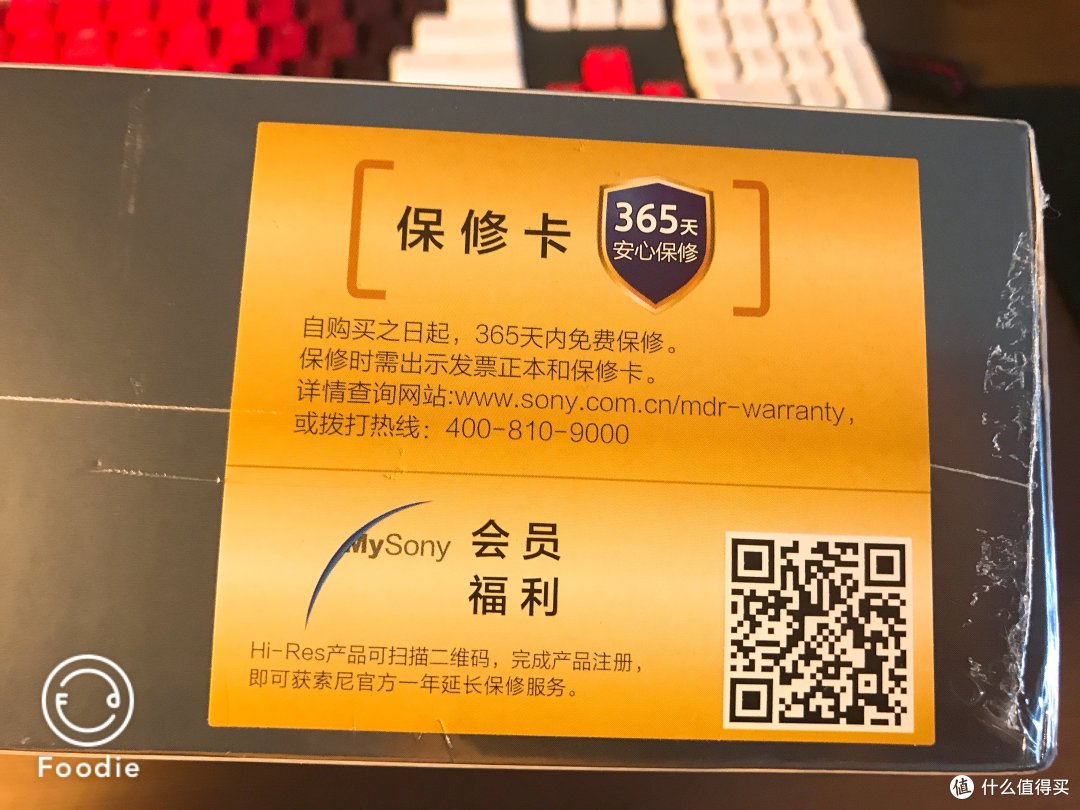 保修卡
365天
安心保修
自购买之日起，365天内免费保修。
保修时需出示发票正本和保修卡。
详情查询网站:www.sony.com.cn/mdr-warranty，
或拨打热线：400-810-9000
MySony 会员
福利
Hi-Res产品可扫描二维码，完成产品注册，
即可获索尼官方一年延长保修服务。
Foodie
值 什么值得买